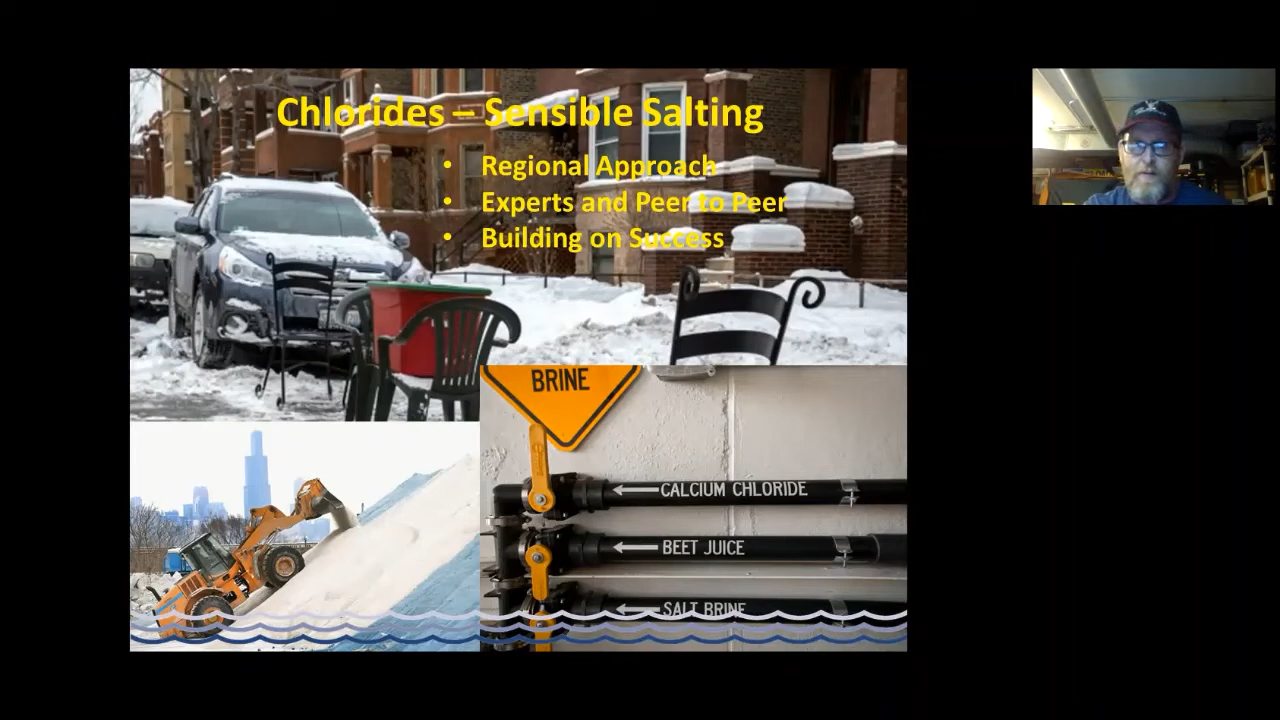 Chlorides – Sensible Salting
• Regional Approach
• Experts and Peer to Peer
• Building on Success
BRINE
CALCIUM CHLORIDE
BEET JUICE
SALT BRINE